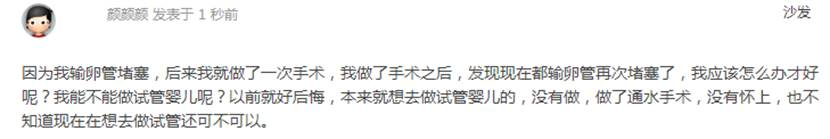 颜颜颜 发表于 1 秒前 沙发
因为我输卵管堵塞，后来我就做了一次手术，我做了手术之后，发现现在都输卵管再次堵塞了，我应该怎么办才好
呢？我能不能做试管婴儿呢？以前就好后悔，本来就想去做试管婴儿的，没有做，做了通水手术，没有怀上，也不
知道现在在想去做试管还可不可以。